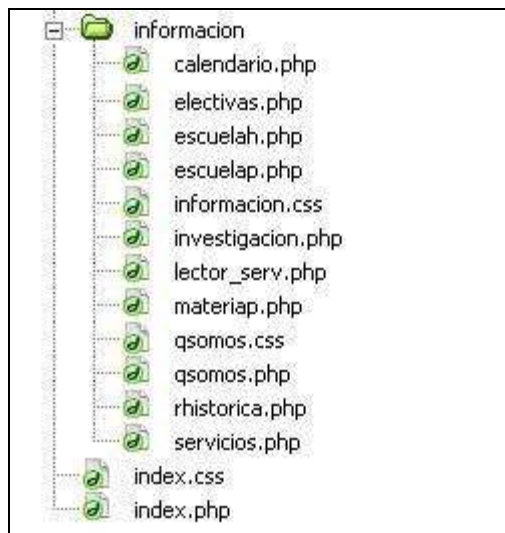 informacion
calendario.php
electivas.php
escuelah.php
escuelap.php
informacion.css
investigacion.php
lector_serv.php
materiap.php
qsomos.css
qsomos.php
rhistorica.php
servicios.php
index.css
index.php